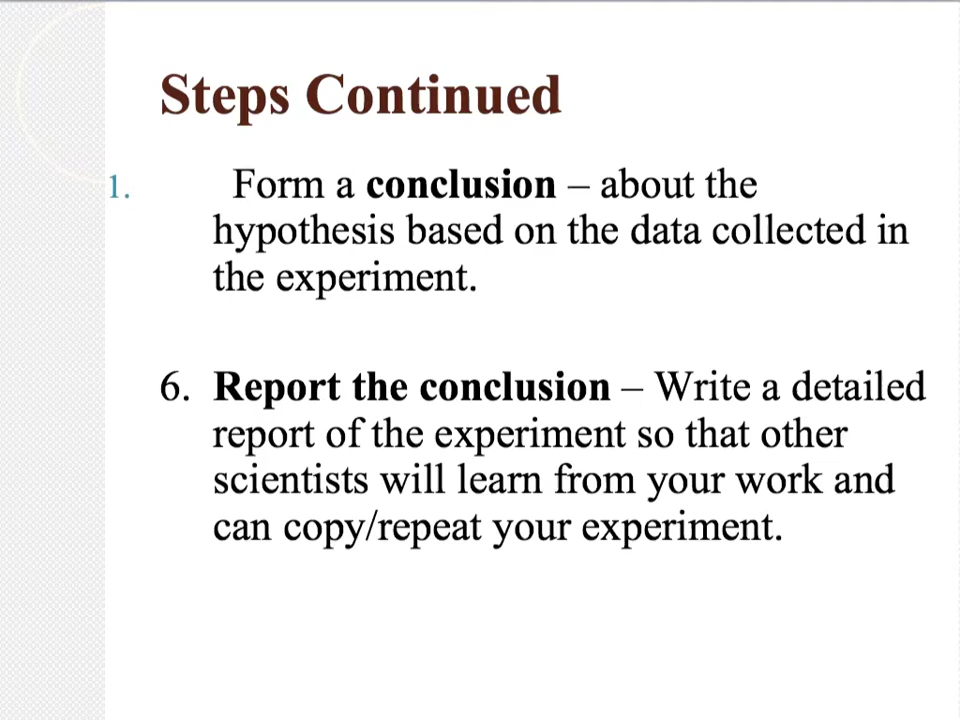 Steps Continued
1. Form a conclusion – about the
hypothesis based on the data collected in
the experiment.
6. Report the conclusion – Write a detailed
report of the experiment so that other
scientists will learn from your work and
can copy/repeat your experiment.